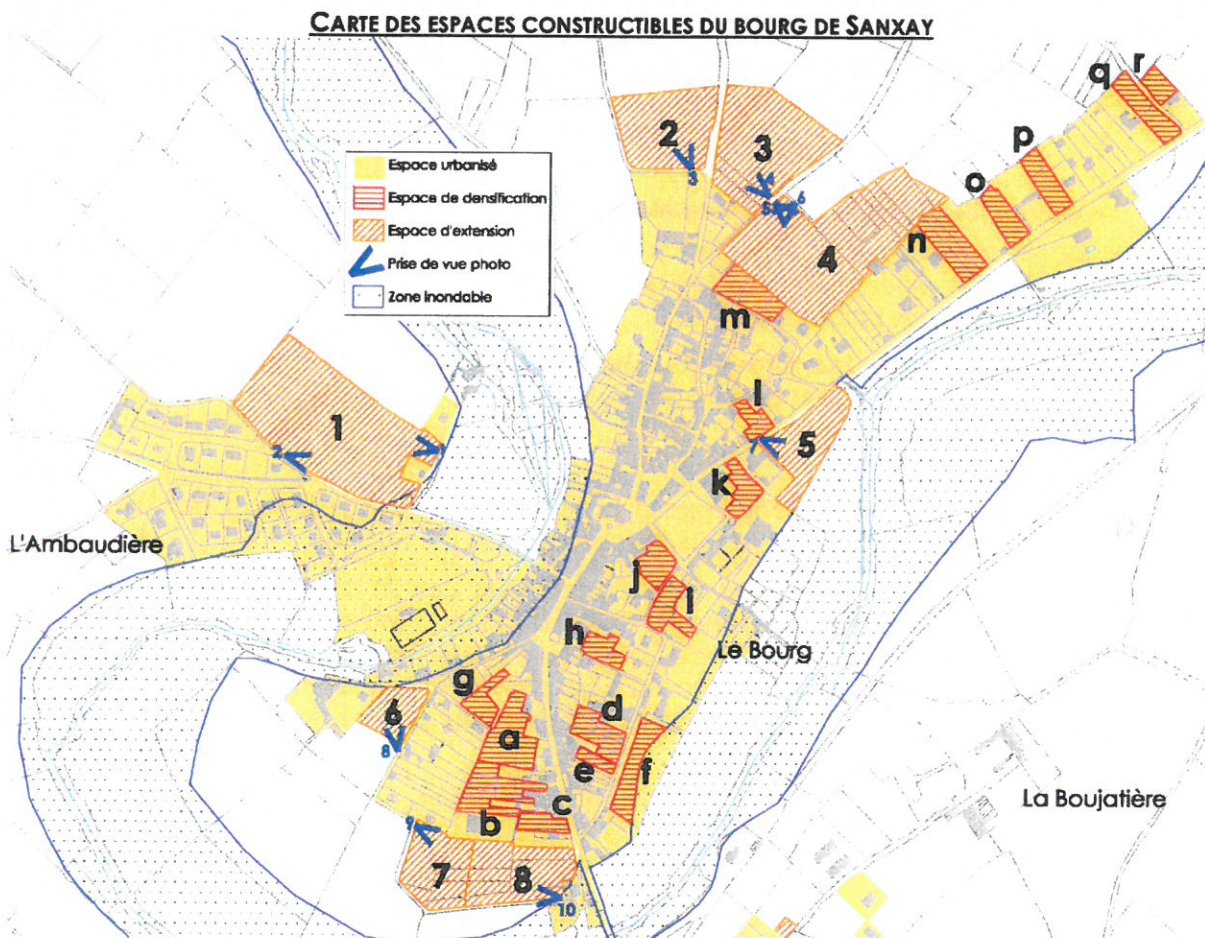 CARTE DES ESPACES CONSTRUCTIBLES DU BOURG DE SANXAY
Espace urbanisé
Espace de densification
Espace d'extension
Prise de vue photo
Zone inondable
q r
p
o
n
2
3
3
4
5
6
4
m
l
7
5
k
1
2
L'Ambaudière
j
l
h
Le Bourg
g
6
8
a
d
e
f
c
b
La Boujatière
9
7
8
10